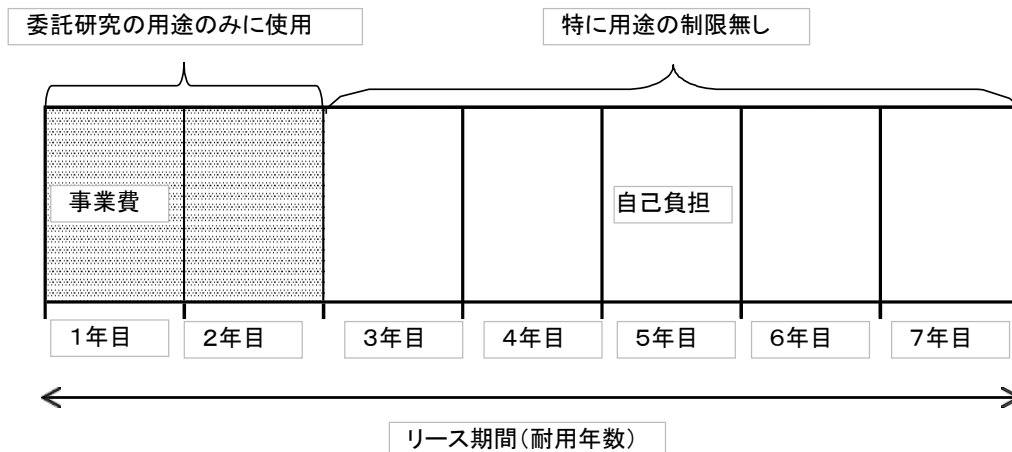 委託研究の用途のみに使用
特に用途の制限無し
事業費
自己負担
1年目
2年目
3年目
4年目
5年目
6年目
7年目
リース期間(耐用年数)